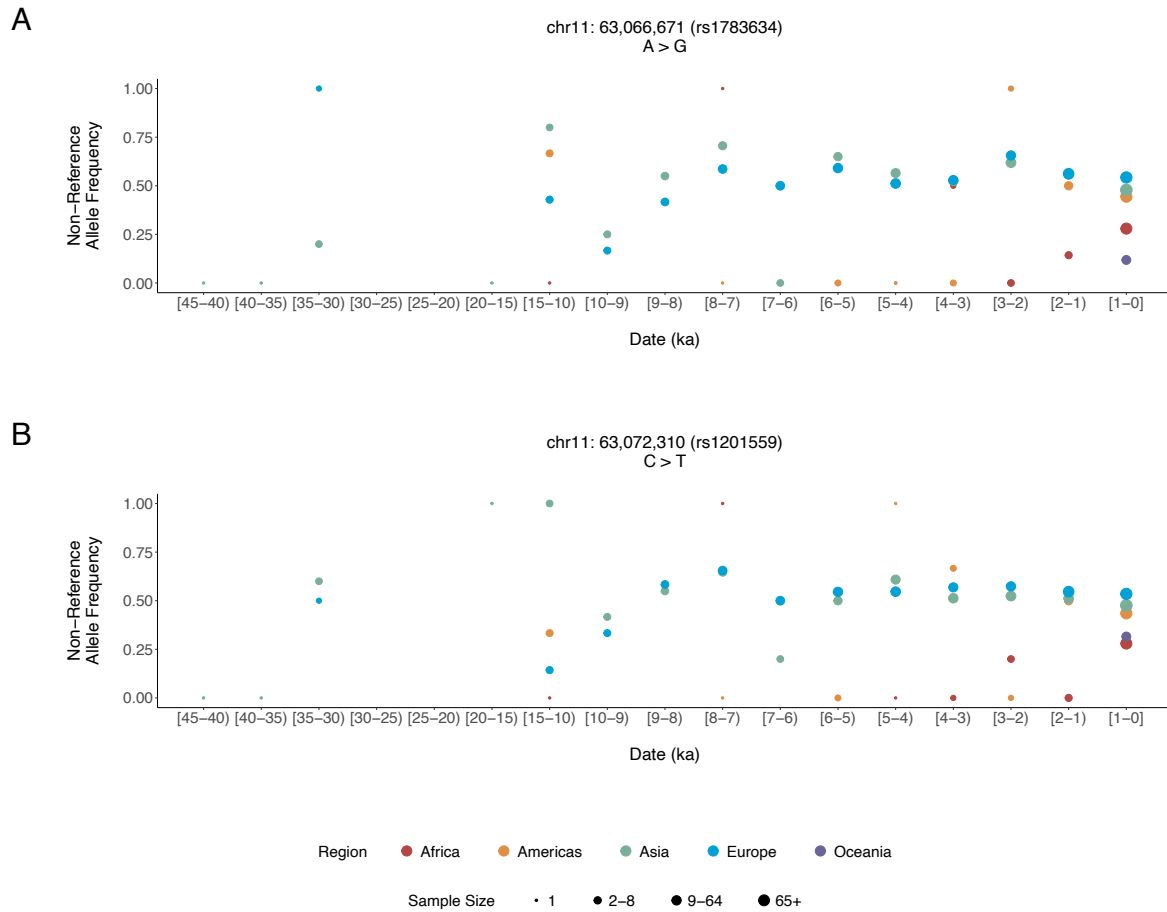 A
chr11: 63,066,671 (rs1783634)
A > G
Non−Reference
Allele Frequency
1.00
0.75
0.50
0.25
0.00
[45−40) [40−35) [35−30) [30−25) [25−20) [20−15) [15−10) [10−9) [9−8) [8−7) [7−6) [6−5) [5−4) [4−3) [3−2) [2−1) [1−0]
Date (ka)
B
chr11: 63,072,310 (rs1201559)
C > T
Non−Reference
Allele Frequency
1.00
0.75
0.50
0.25
0.00
[45−40) [40−35) [35−30) [30−25) [25−20) [20−15) [15−10) [10−9) [9−8) [8−7) [7−6) [6−5) [5−4) [4−3) [3−2) [2−1) [1−0]
Date (ka)
Region Africa Americas Asia Europe Oceania
Sample Size 1 2−8 9−64 65+